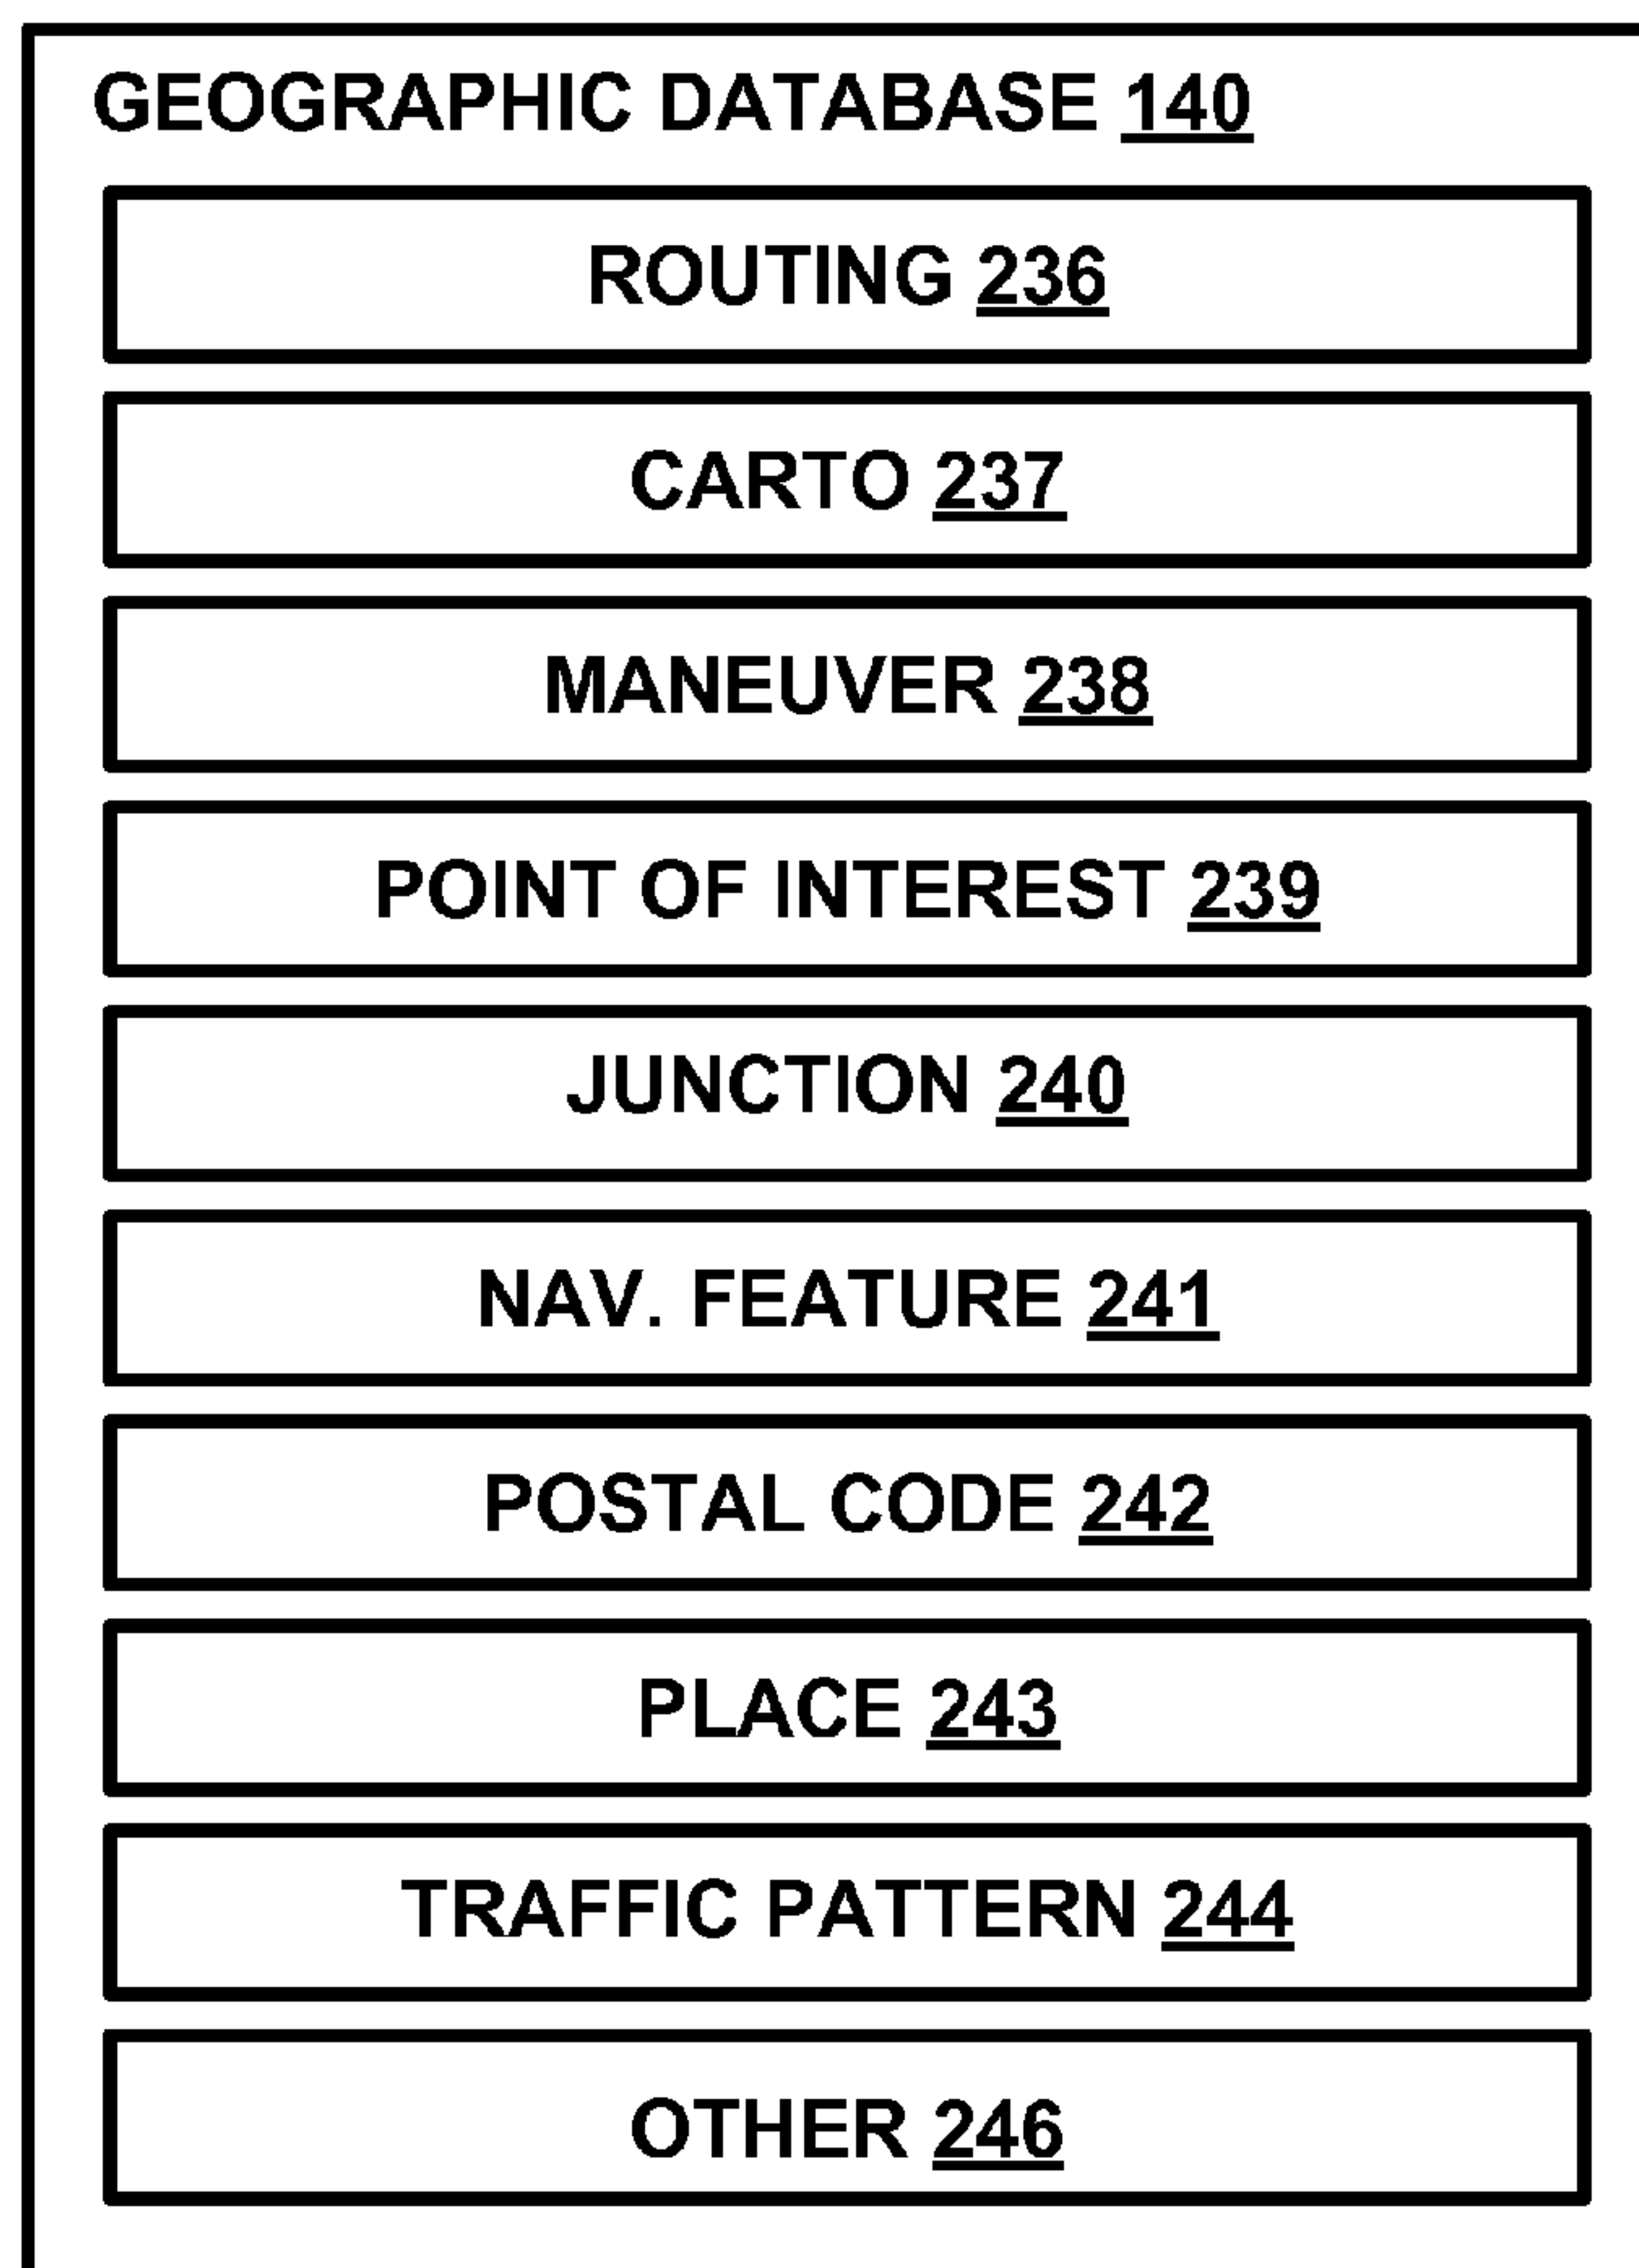 GEOGRAPHIC DATABASE 140
ROUTING 236
CARTO 237
MANEUVER 238
POINT OF INTEREST 239
JUNCTION 240
NAV. FEATURE 241
POSTAL CODE 242
PLACE 243
TRAFFIC PATTERN 244
OTHER 246